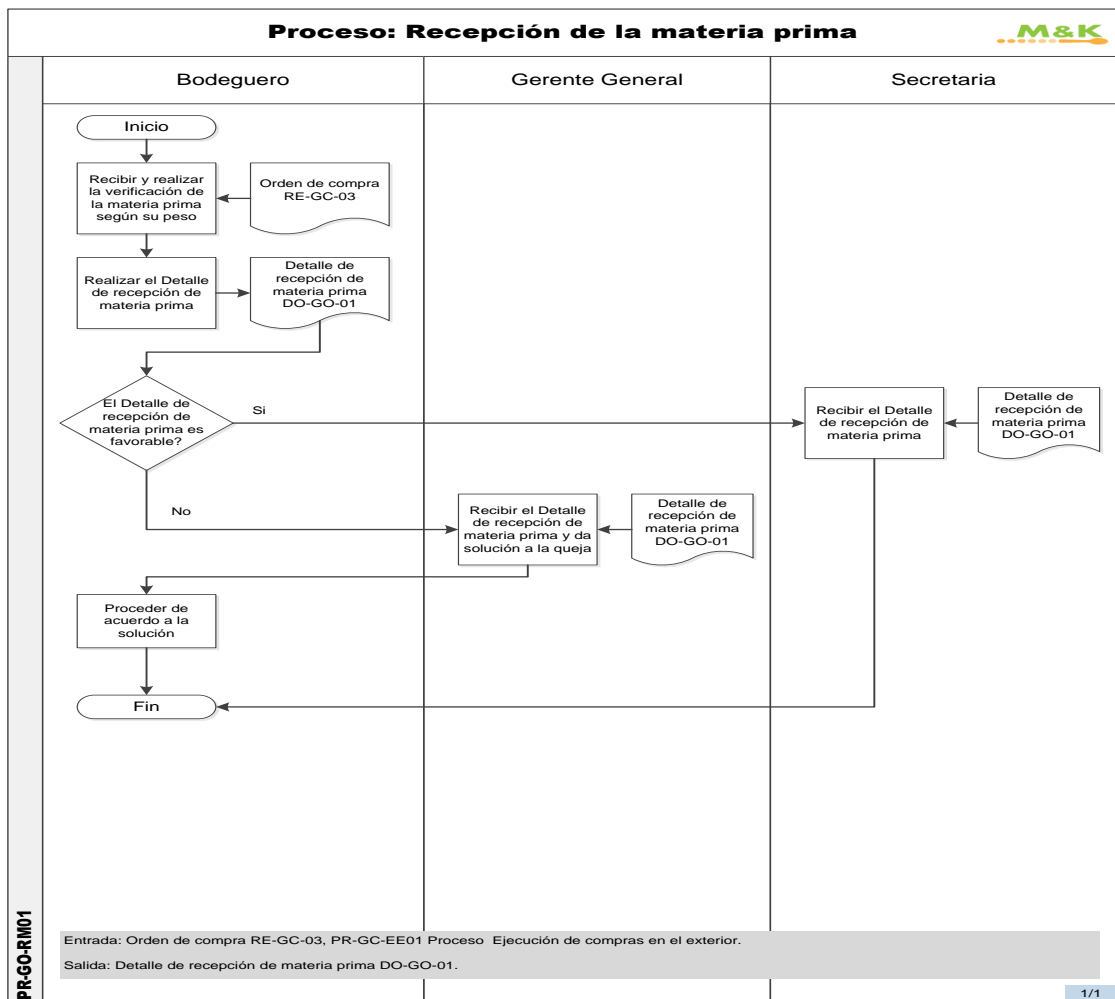 Proceso: Recepción de la materia prima
M&K
Bodeguero
Gerente General
Secretaria
Inicio
Recibir y realizar
la verificación de
la materia prima
según su peso
Orden de compra
RE-GC-03
Realizar el Detalle
de recepción de
materia prima
Detalle de
recepción de
materia prima
DO-GO-01
El Detalle de
recepción de
materia prima es
favorable?
Si
Recibir el Detalle
de recepción de
materia prima
Detalle de
recepción de
materia prima
DO-GO-01
No
Recibir el Detalle
de recepción de
materia prima y da
solución a la queja
Detalle de
recepción de
materia prima
DO-GO-01
Proceder de
acuerdo a la
solución
Fin
PR-GO-RM01
Entrada: Orden de compra RE-GC-03, PR-GC-EE01 Proceso Ejecución de compras en el exterior.
Salida: Detalle de recepción de materia prima DO-GO-01.
1/1